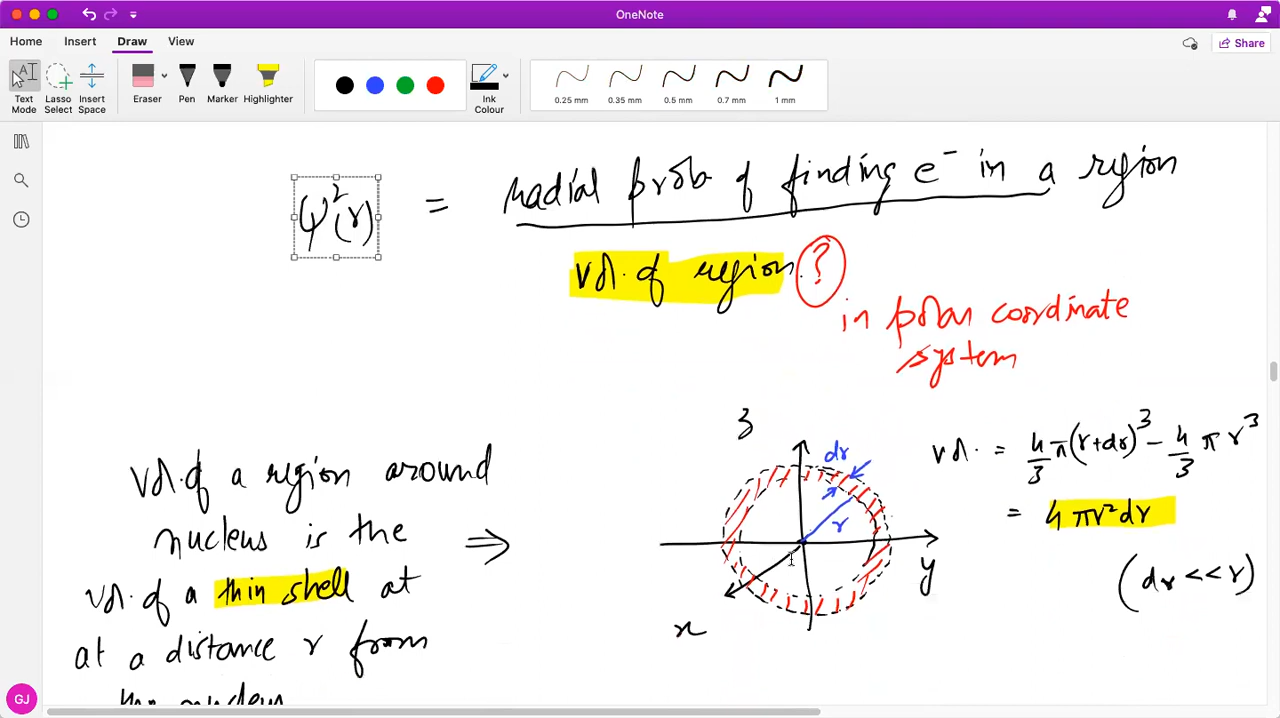 OneNote
Home Insert Draw View
Share
Text Mode
Lasso Select
Insert Space
Eraser
Pen
Marker
Highlighter
Ink Colour
0.25 mm 0.35 mm 0.5 mm 0.7 mm 1 mm
ψ²(r) = radial prob of finding e⁻ in a region
vol. of region. ?
in polar coordinate
system
vol. of a region around
nucleus is the
vol. of a thin shell at
at a distance r from
the nucleus
⇒
z
dr
r
y
x
vol. = 4/3 π(r+dr)³ − 4/3 π r³
= 4πr²dr
(dr << r)
GJ